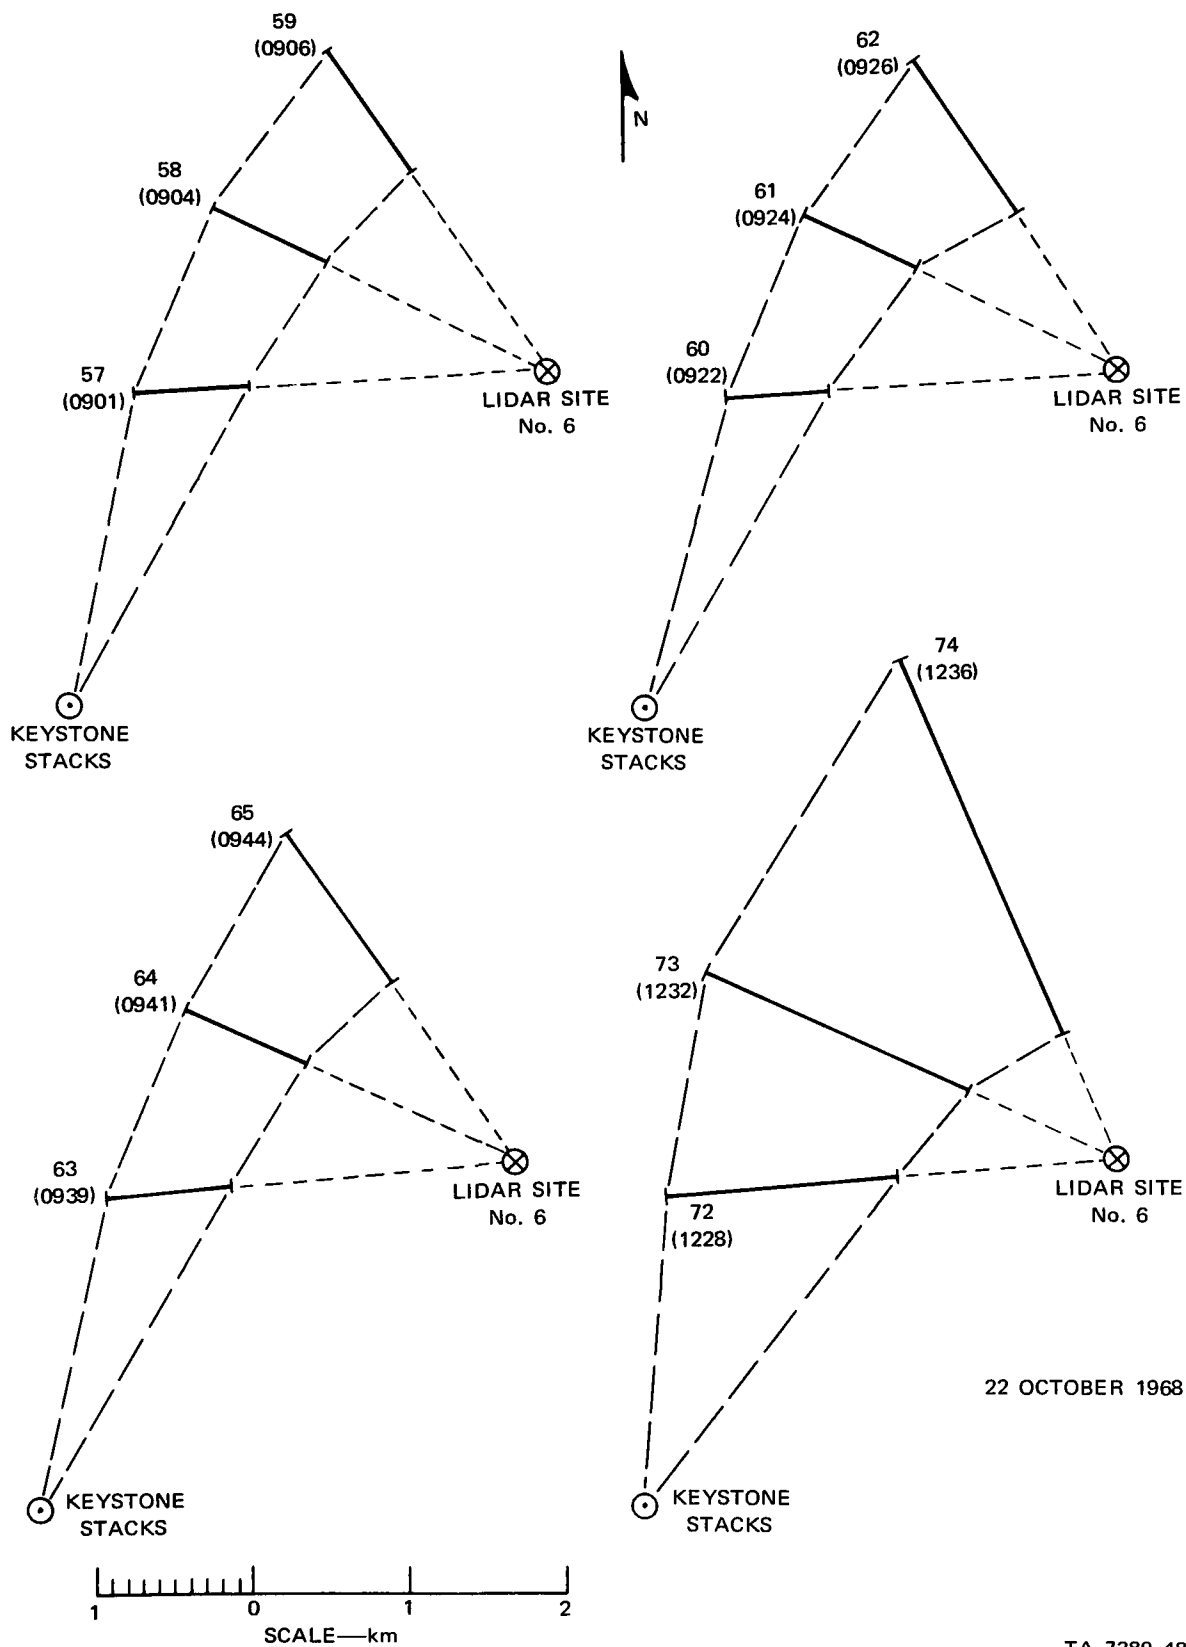 59
(0906)
58
(0904)
57
(0901)
LIDAR SITE
No. 6
KEYSTONE
STACKS
N
62
(0926)
61
(0924)
60
(0922)
LIDAR SITE
No. 6
KEYSTONE
STACKS
65
(0944)
64
(0941)
63
(0939)
LIDAR SITE
No. 6
KEYSTONE
STACKS
74
(1236)
73
(1232)
72
(1228)
LIDAR SITE
No. 6
KEYSTONE
STACKS
22 OCTOBER 1968
1 0 1 2
SCALE—km